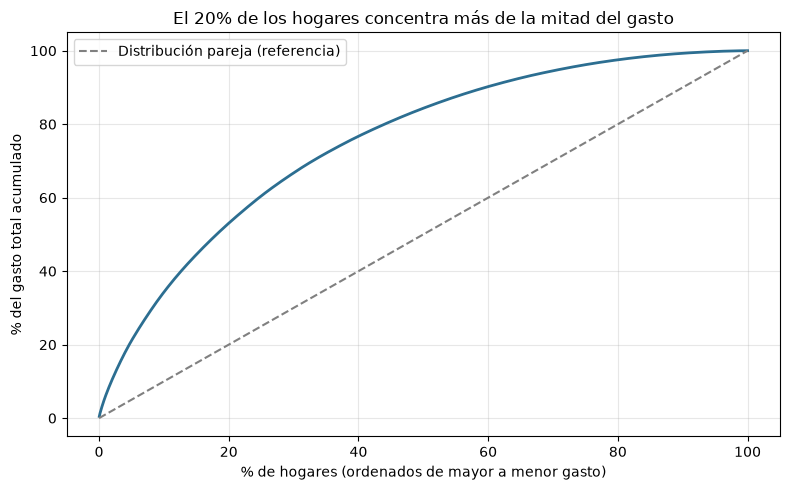 El 20% de los hogares concentra más de la mitad del gasto
Distribución pareja (referencia)
100
80
60
40
20
0
% del gasto total acumulado
0 20 40 60 80 100
% de hogares (ordenados de mayor a menor gasto)